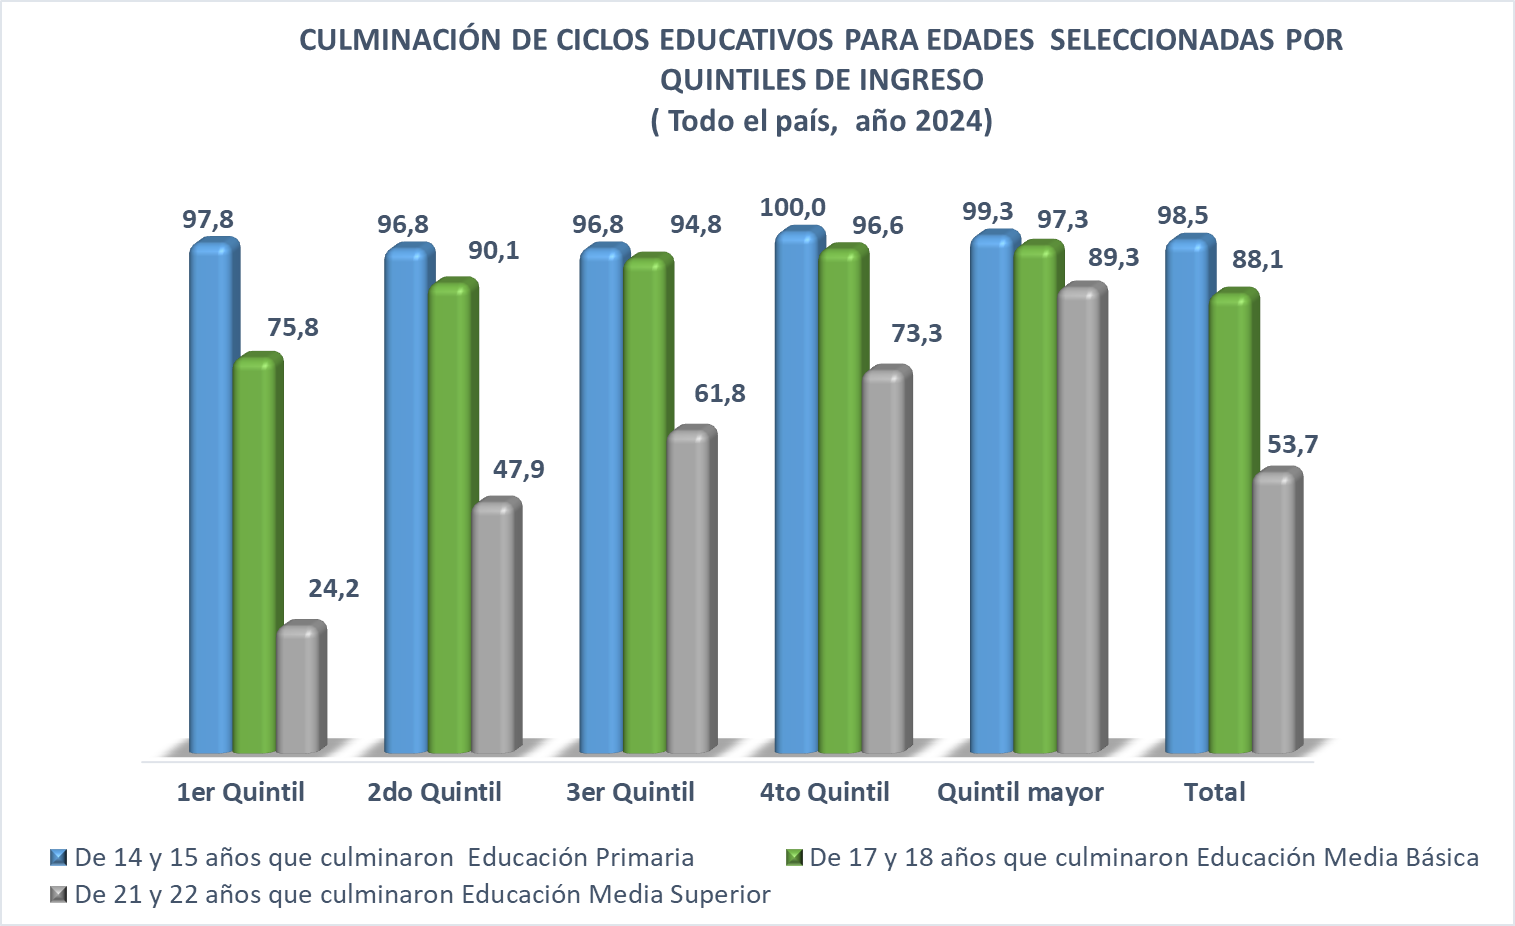 CULMINACIÓN DE CICLOS EDUCATIVOS PARA EDADES SELECCIONADAS POR
QUINTILES DE INGRESO
( Todo el país, año 2024)
97,8
75,8
24,2
96,8
90,1
47,9
96,8
94,8
61,8
100,0
96,6
73,3
99,3
97,3
89,3
98,5
88,1
53,7
1er Quintil
2do Quintil
3er Quintil
4to Quintil
Quintil mayor
Total
De 14 y 15 años que culminaron Educación Primaria
De 17 y 18 años que culminaron Educación Media Básica
De 21 y 22 años que culminaron Educación Media Superior